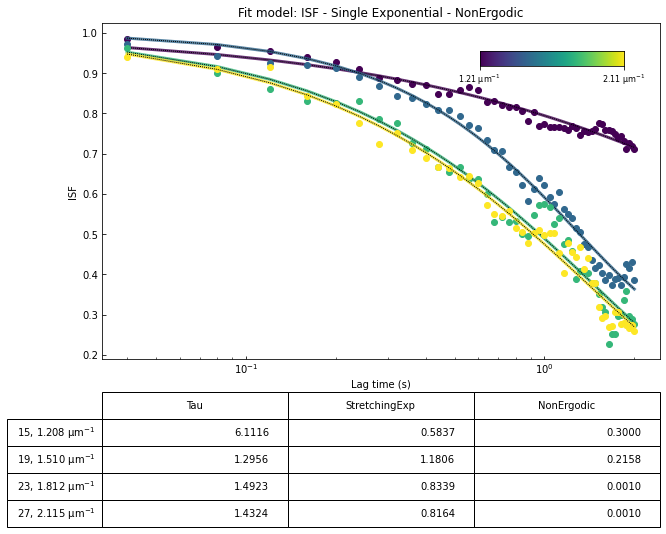 Fit model: ISF - Single Exponential - NonErgodic
1.0
0.9
0.8
0.7
0.6
0.5
0.4
0.3
0.2
ISF
1.21 μm⁻¹ 2.11 μm⁻¹
10⁻¹ 10⁰
Lag time (s)
Tau StretchingExp NonErgodic
15, 1.208 μm⁻¹ 6.1116 0.5837 0.3000
19, 1.510 μm⁻¹ 1.2956 1.1806 0.2158
23, 1.812 μm⁻¹ 1.4923 0.8339 0.0010
27, 2.115 μm⁻¹ 1.4324 0.8164 0.0010